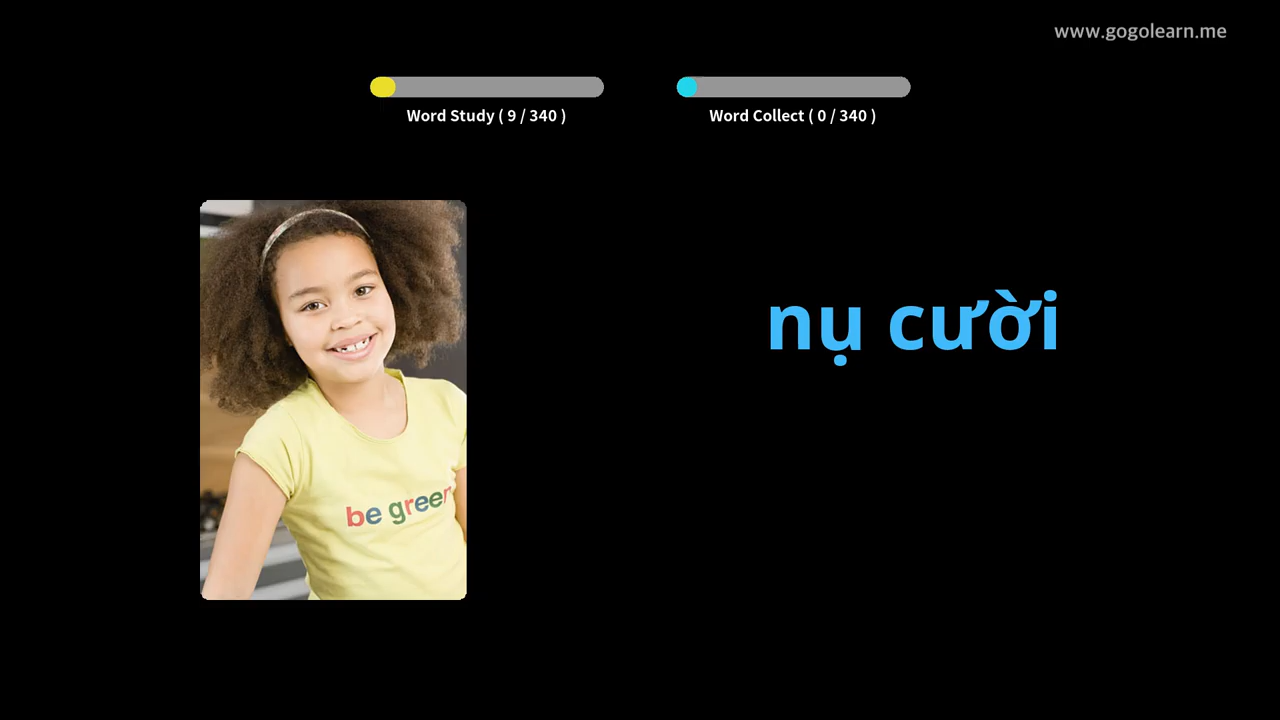 www.gogolearn.me
Word Study ( 9 / 340 )
Word Collect ( 0 / 340 )
nụ cười
be green